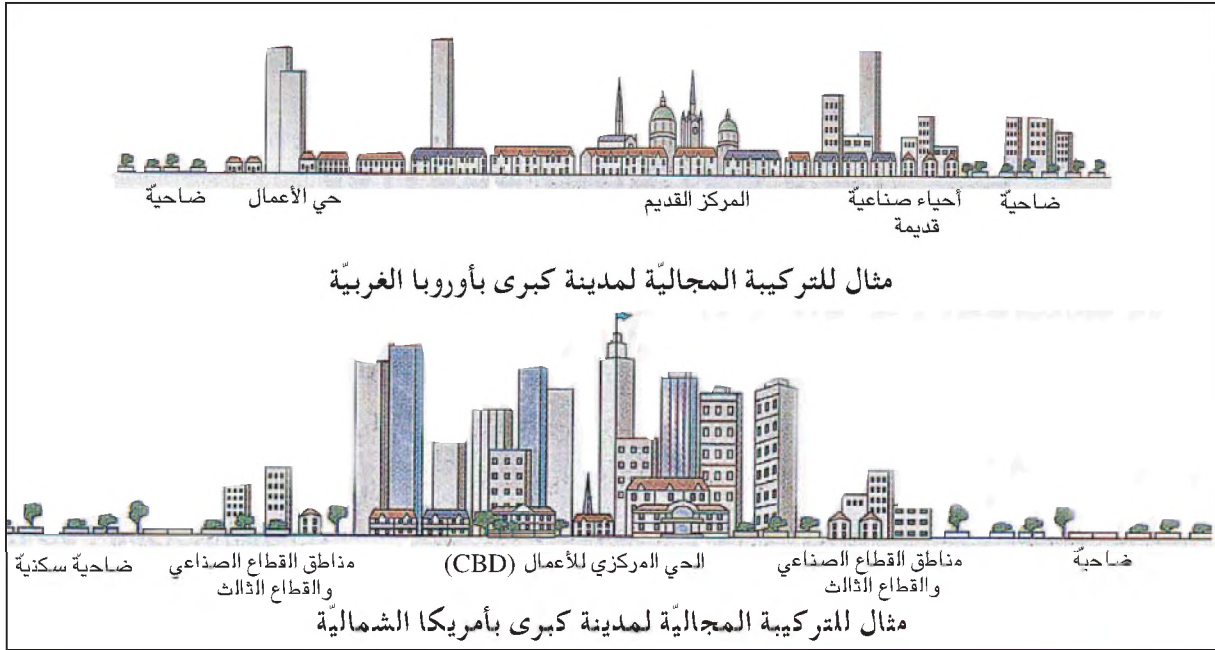 ضاحيّة
أحياء صناعيّة
قديمة
المركز القديم
حي الأعمال
ضاحيّة
مثال للتركيبة المجاليّة لمدينة كبرى بأوروبا الغربيّة
ضاحيّة
مناطق القطاع الصناعي
والقطاع الثالث
الحي المركزي للأعمال (CBD)
مناطق القطاع الصناعي
والقطاع الثالث
ضاحيّة سكنيّة
مثال للتركيبة المجاليّة لمدينة كبرى بأمريكا الشماليّة